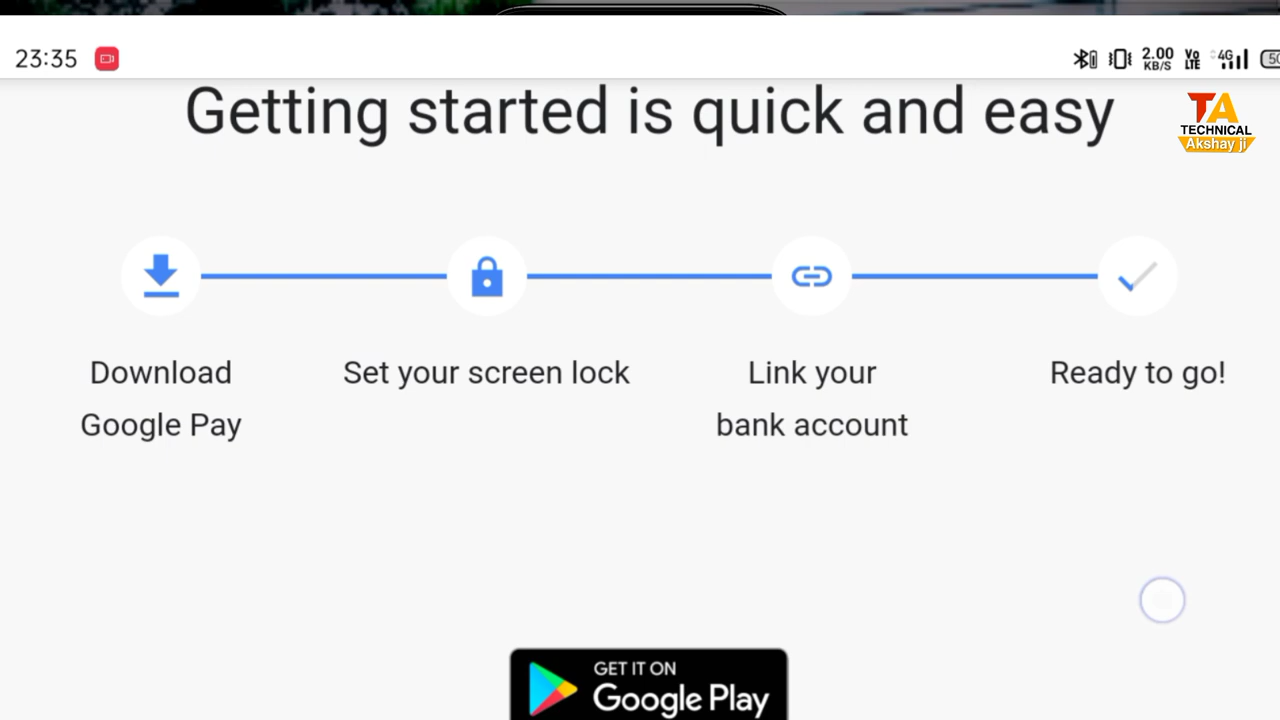 23:35
2.00
KB/S
Vo
LTE
4G
50
Getting started is quick and easy
TA
TECHNICAL
Akshay ji
Download
Google Pay
Set your screen lock
Link your
bank account
Ready to go!
GET IT ON
Google Play